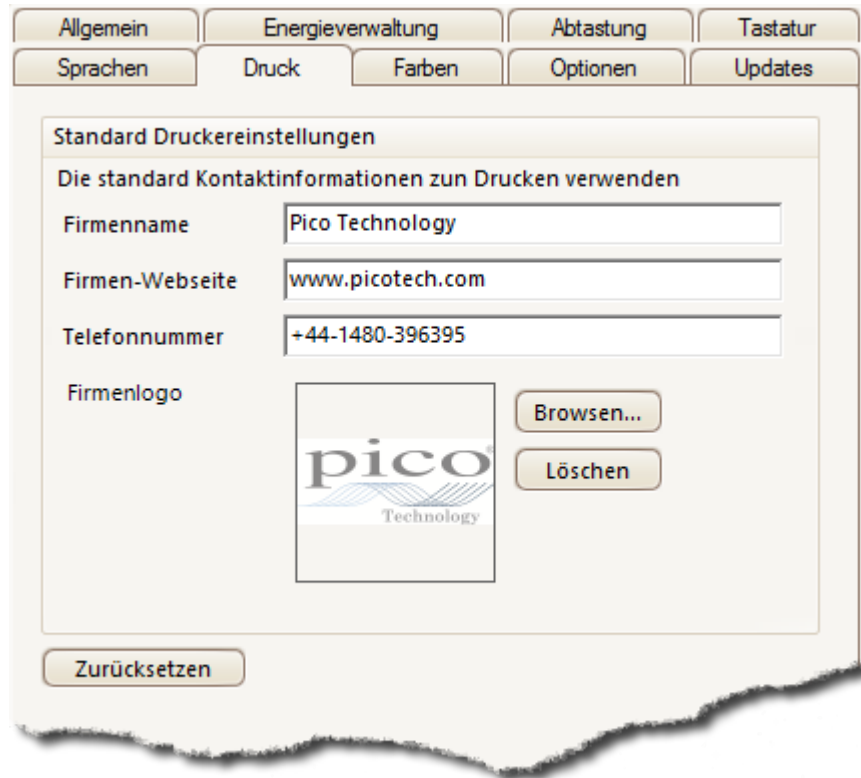 Allgemein Energieverwaltung Abtastung Tastatur
Sprachen Druck Farben Optionen Updates
Standard Druckereinstellungen
Die standard Kontaktinformationen zun Drucken verwenden
Firmenname Pico Technology
Firmen-Webseite www.picotech.com
Telefonnummer +44-1480-396395
Firmenlogo
Browsen...
pico®
Löschen
Technology
Zurücksetzen